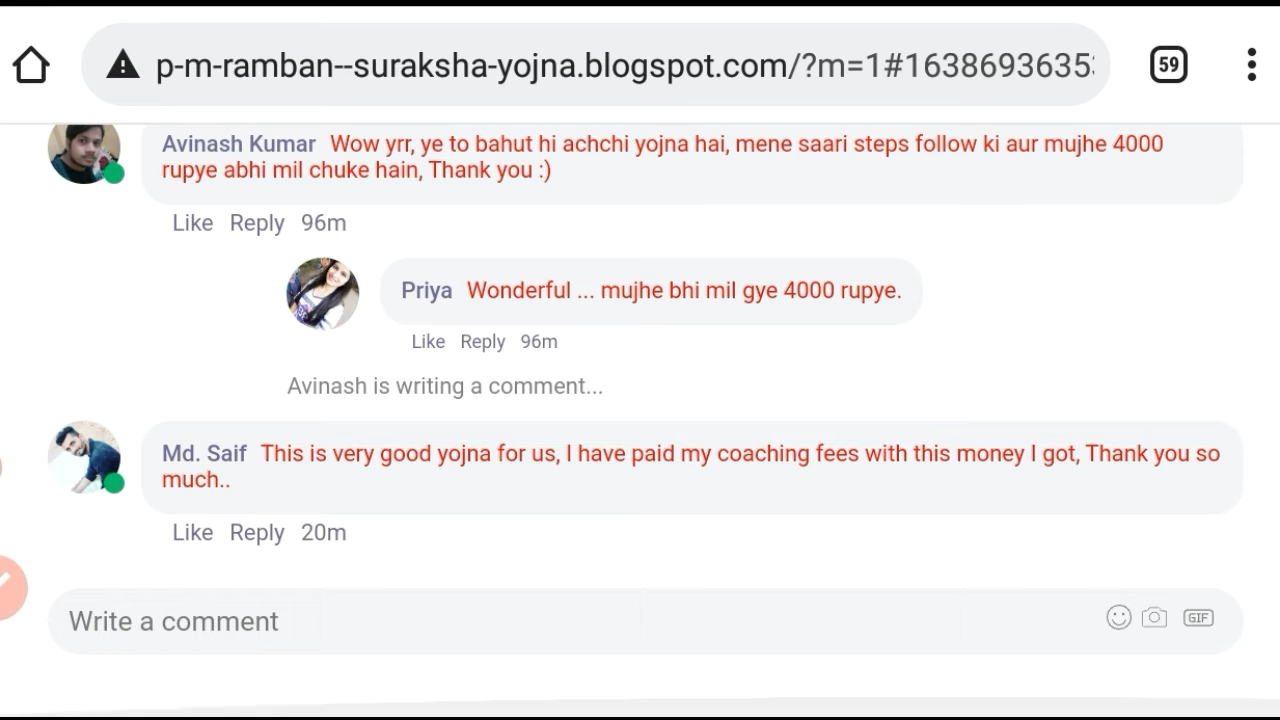 59
p-m-ramban--suraksha-yojna.blogspot.com/?m=1#1638693635
Avinash Kumar Wow yrr, ye to bahut hi achchi yojna hai, mene saari steps follow ki aur mujhe 4000
rupye abhi mil chuke hain, Thank you :)
Like Reply 96m
Priya Wonderful ... mujhe bhi mil gye 4000 rupye.
Like Reply 96m
Avinash is writing a comment...
Md. Saif This is very good yojna for us, I have paid my coaching fees with this money I got, Thank you so
much..
Like Reply 20m
Write a comment
GIF